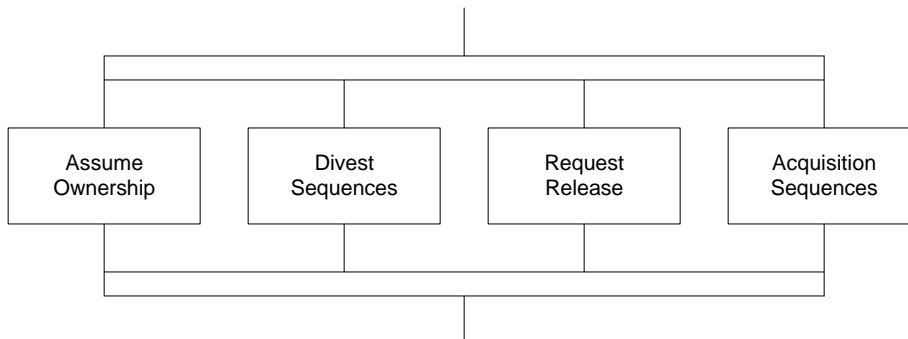 Assume
Ownership
Divest
Sequences
Request
Release
Acquisition
Sequences